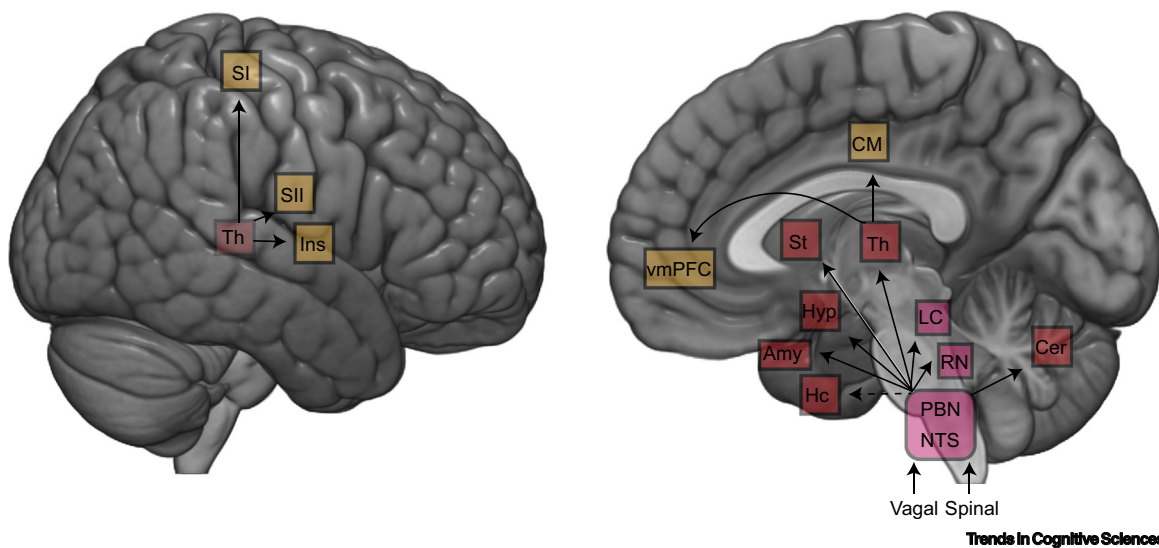 SI
SII
Th
Ins
CM
St
Th
vmPFC
Hyp
LC
Amy
RN
Cer
Hc
PBN
NTS
Vagal Spinal
Trends in Cognitive Sciences